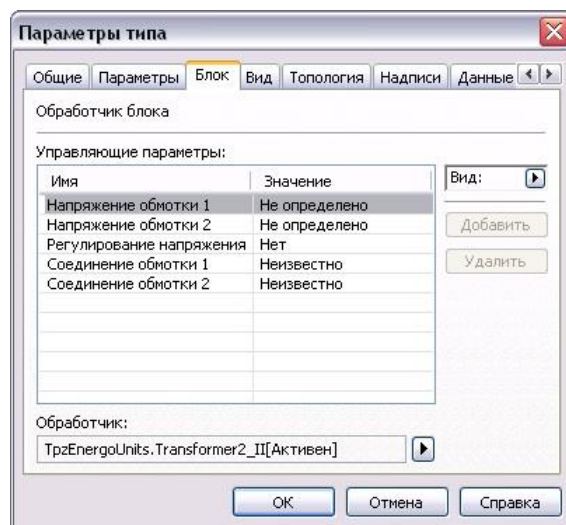 Параметры типа
Общие Параметры Блок Вид Топология Надписи Данные
Обработчик блока
Управляющие параметры:
Имя Значение Вид:
Напряжение обмотки 1 Не определено
Напряжение обмотки 2 Не определено Добавить
Регулирование напряжения Нет
Соединение обмотки 1 Неизвестно Удалить
Соединение обмотки 2 Неизвестно
Обработчик:
TpzEnergoUnits.Transformer2_II[Активен]
OK Отмена Справка